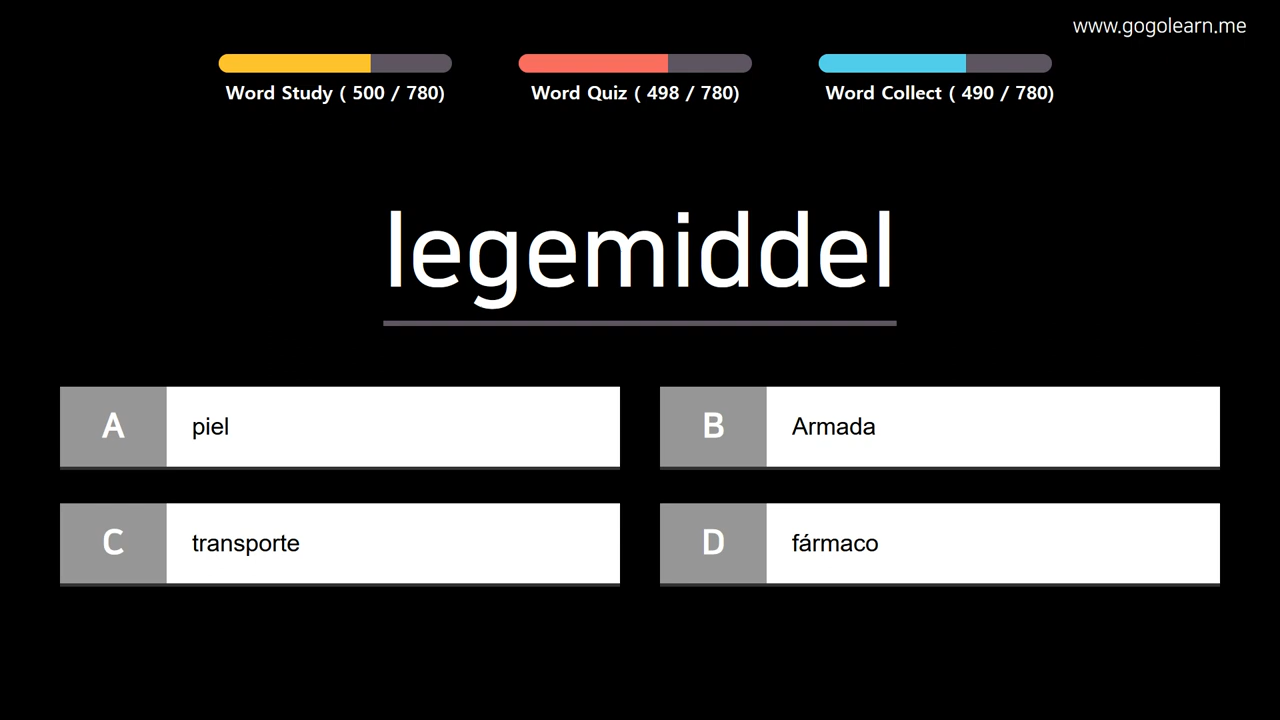 www.gogolearn.me
Word Study ( 500 / 780)
Word Quiz ( 498 / 780)
Word Collect ( 490 / 780)
legemiddel
A piel
B Armada
C transporte
D fármaco